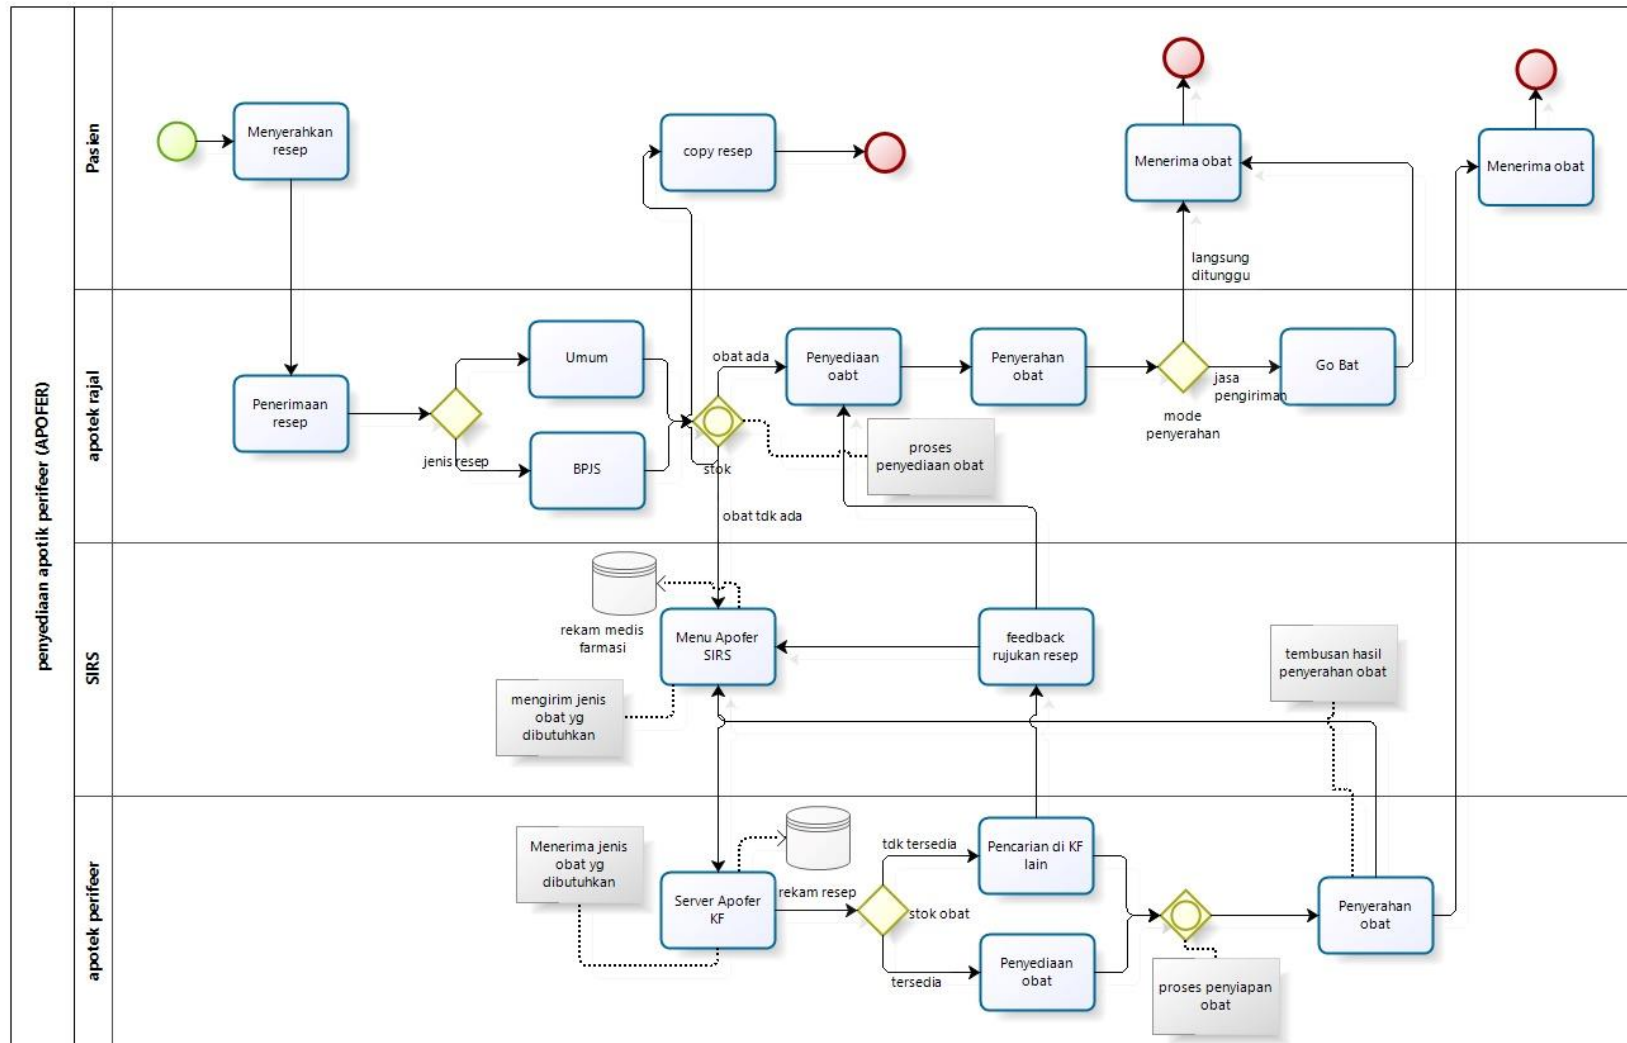 penyediaan apotik perifeer (APOFER)
Pasien
Menyerahkan
resep
copy resep
Menerima obat
Menerima obat
langsung
ditunggu
apotek rajal
Penerimaan
resep
jenis resep
Umum
BPJS
stok
obat ada
obat tdk ada
Penyediaan
oabt
Penyerahan
obat
proses
penyediaan obat
mode
penyerahan
jasa
pengiriman
Go Bat
SIRS
rekam medis
farmasi
Menu Apofer
SIRS
mengirim jenis
obat yg
dibutuhkan
feedback
rujukan resep
tembusan hasil
penyerahan obat
apotek perifeer
Menerima jenis
obat yg
dibutuhkan
Server Apofer
KF
rekam resep
tdk tersedia
stok obat
tersedia
Pencarian di KF
lain
Penyediaan
obat
proses penyiapan
obat
Penyerahan
obat